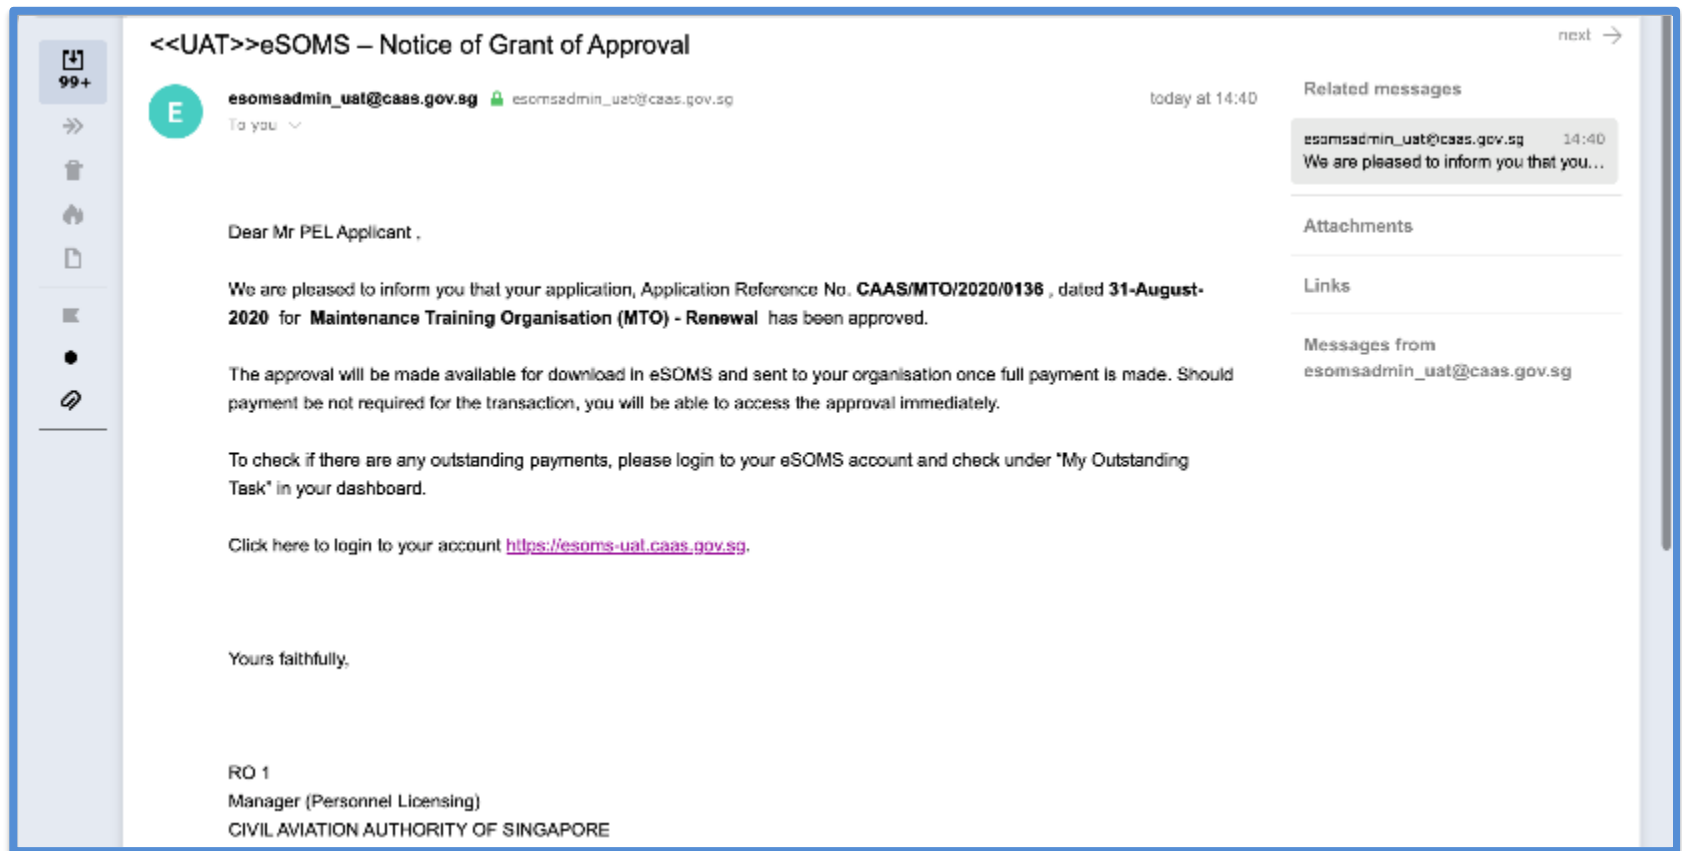 <<UAT>>eSOMS – Notice of Grant of Approval
next →
99+
E
esomsadmin_uat@caas.gov.sg esomsadmin_uat@caas.gov.sg
today at 14:40
To you
Related messages
esomsadmin_uat@caas.gov.sg 14:40
We are pleased to inform you that you...
Attachments
Links
Messages from
esomsadmin_uat@caas.gov.sg
Dear Mr PEL Applicant ,
We are pleased to inform you that your application, Application Reference No. CAAS/MTO/2020/0136 , dated 31-August-
2020 for Maintenance Training Organisation (MTO) - Renewal has been approved.
The approval will be made available for download in eSOMS and sent to your organisation once full payment is made. Should
payment be not required for the transaction, you will be able to access the approval immediately.
To check if there are any outstanding payments, please login to your eSOMS account and check under "My Outstanding
Task" in your dashboard.
Click here to login to your account https://esoms-uat.caas.gov.sg.
Yours faithfully,
RO 1
Manager (Personnel Licensing)
CIVIL AVIATION AUTHORITY OF SINGAPORE